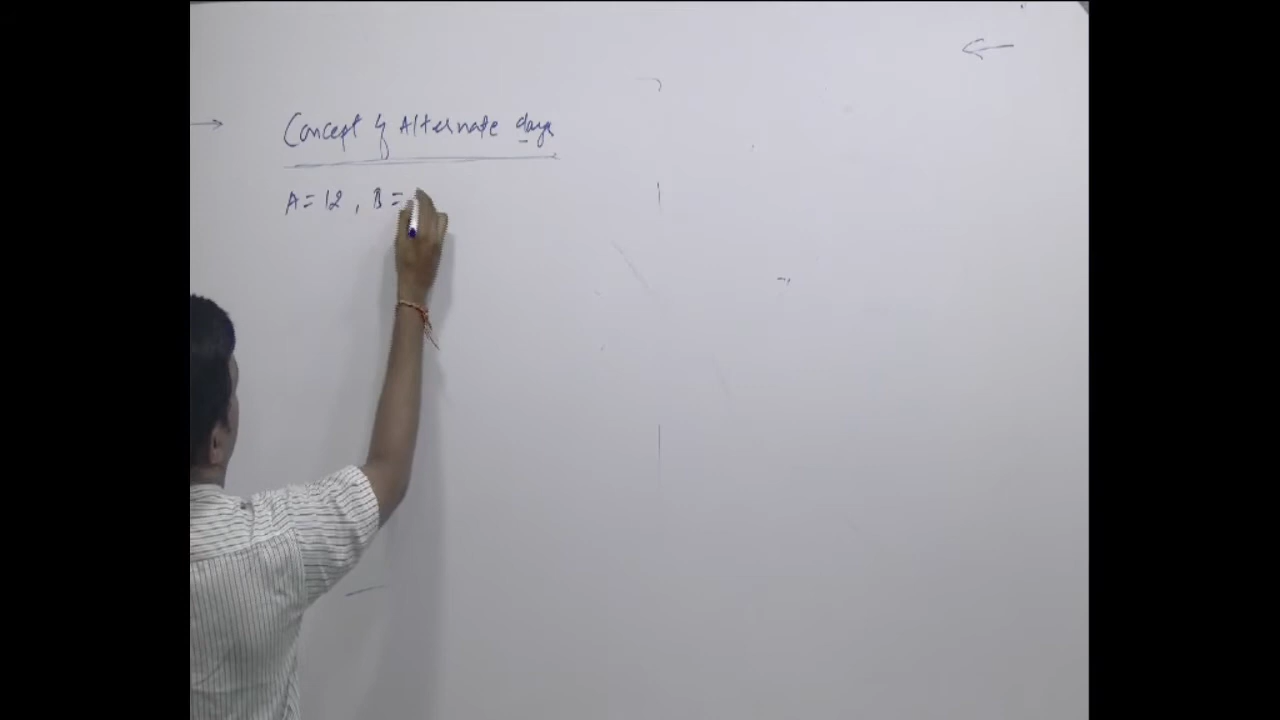 Concept of Alternate days
A = 12 , B =